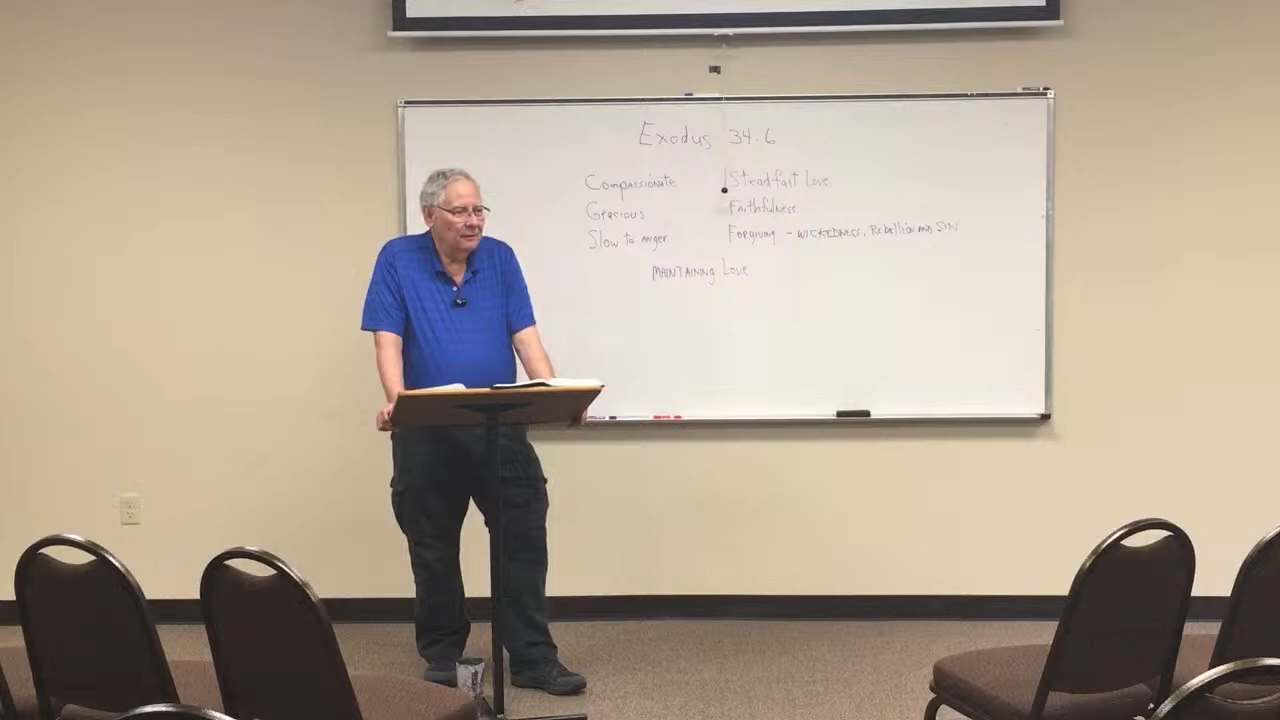 Exodus 34.6
Compassionate
Gracious
Slow to anger
Steadfast Love
Faithfulness
Forgiving - WICKEDNESS, Rebellion AND SIN
MAINTAINING Love